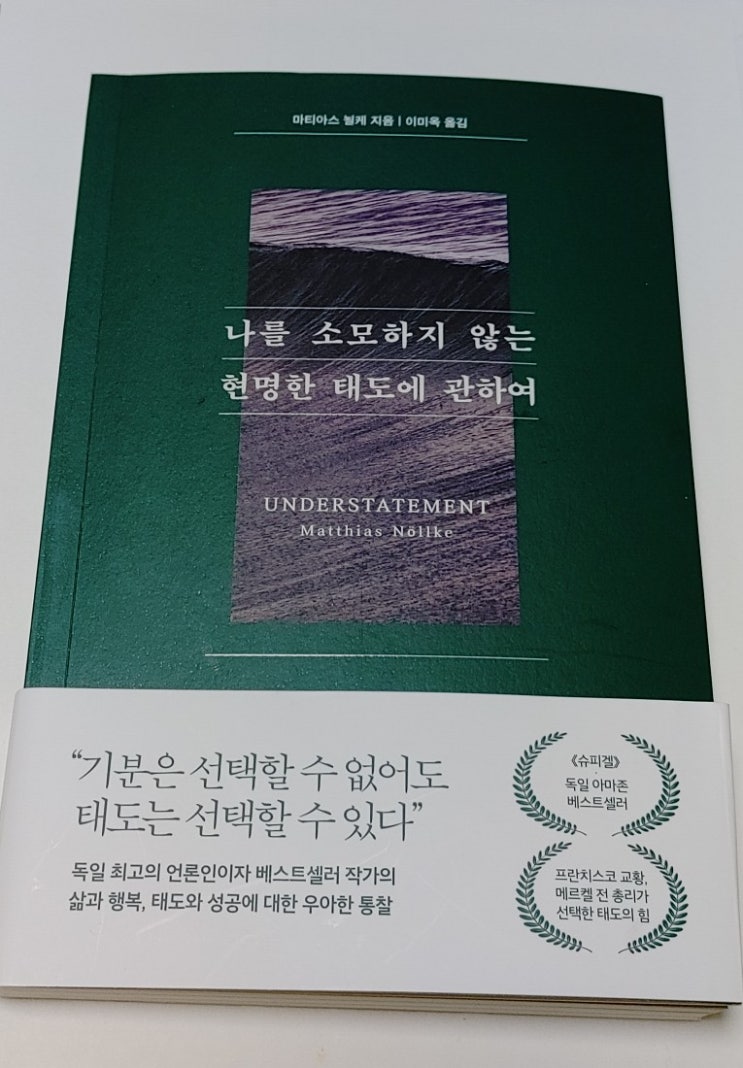 마티아스 뇔케 지음 | 이미옥 옮김
나를 소모하지 않는
현명한 태도에 관하여
UNDERSTATEMENT
Matthias Nöllke
“기분은 선택할 수 없어도
태도는 선택할 수 있다”
독일 최고의 언론인이자 베스트셀러 작가의
삶과 행복, 태도와 성공에 대한 우아한 통찰
《슈피겔》
·
독일 아마존
베스트셀러
프란치스코 교황,
메르켈 전 총리가
선택한 태도의 힘